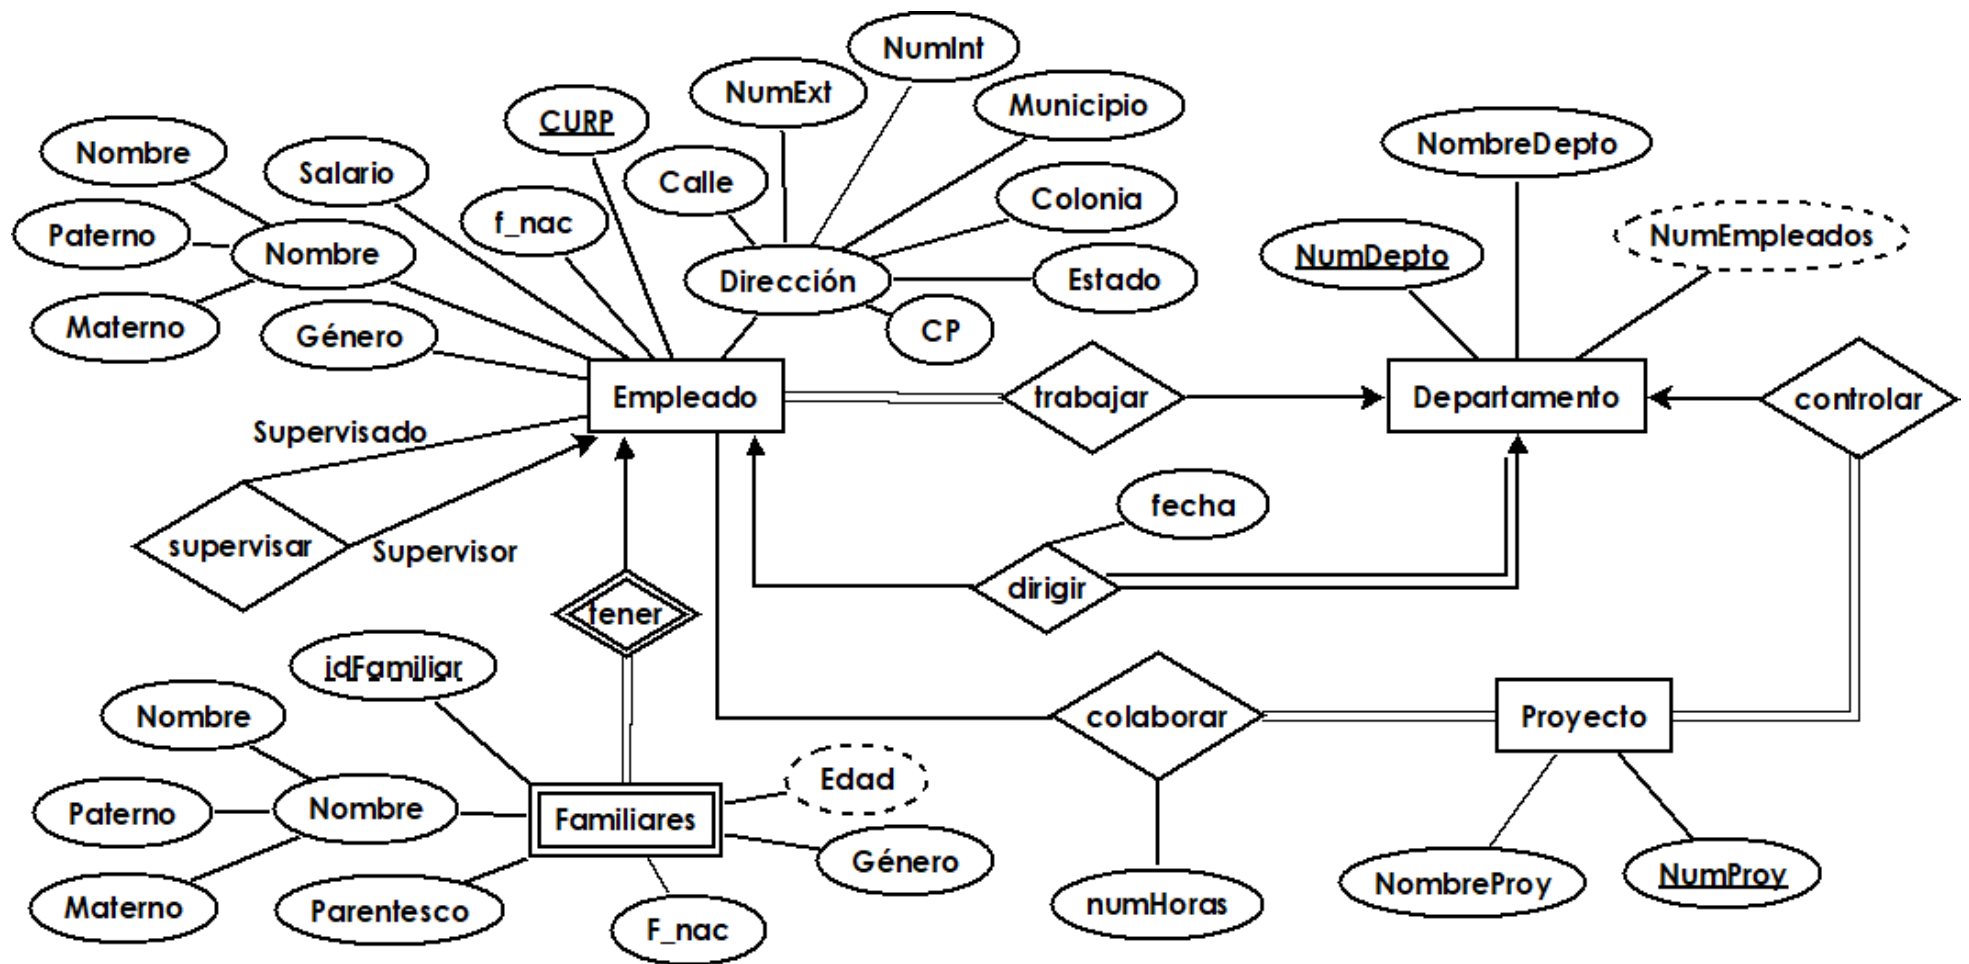 NumInt
NumExt
Municipio
CURP
NombreDepto
Nombre
Salario
Calle
Colonia
f_nac
Paterno
Nombre
NumEmpleados
NumDepto
Dirección
Estado
Materno
Género
CP
Empleado
trabajar
Departamento
controlar
Supervisado
fecha
supervisar
Supervisor
dirigir
tener
idFamiliar
Nombre
colaborar
Proyecto
Edad
Paterno
Nombre
Familiares
Género
NombreProy
NumProy
Materno
Parentesco
numHoras
F_nac